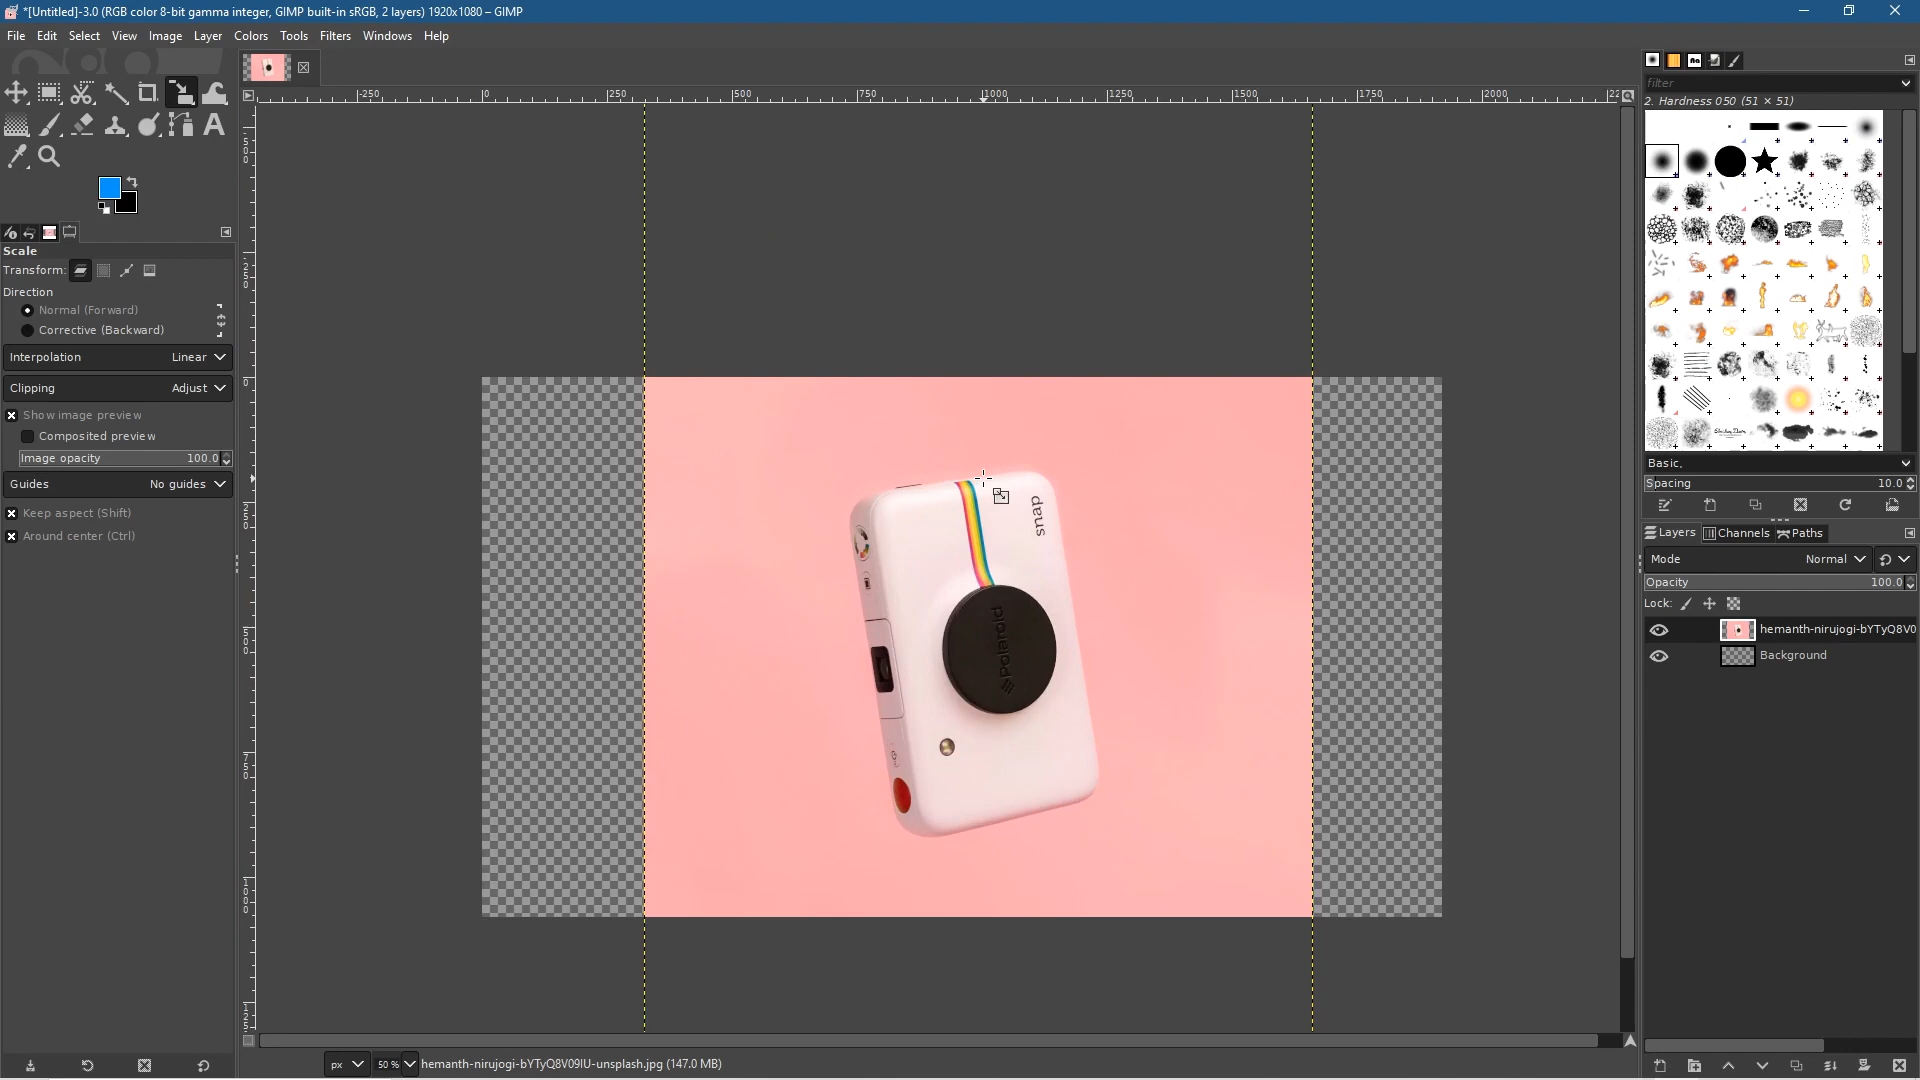 *[Untitled]-3.0 (RGB color 8-bit gamma integer, GIMP built-in sRGB, 2 layers) 1920x1080 – GIMP
File Edit Select View Image Layer Colors Tools Filters Windows Help
filter
2. Hardness 050 (51 × 51)
-250 0 250 500 750 1000 1250 1500 1750 2000
Scale
Transform:
Direction
Normal (Forward)
Corrective (Backward)
Interpolation Linear
Clipping Adjust
Show image preview
Composited preview
Image opacity 100.0
Guides No guides
Keep aspect (Shift)
Around center (Ctrl)
snap
Polaroid
Basic,
Spacing 10.0
Layers Channels Paths
Mode Normal
Opacity 100.0
Lock:
hemanth-nirujogi-bYTyQ8V0
Background
px 50 % hemanth-nirujogi-bYTyQ8V09IU-unsplash.jpg (147.0 MB)